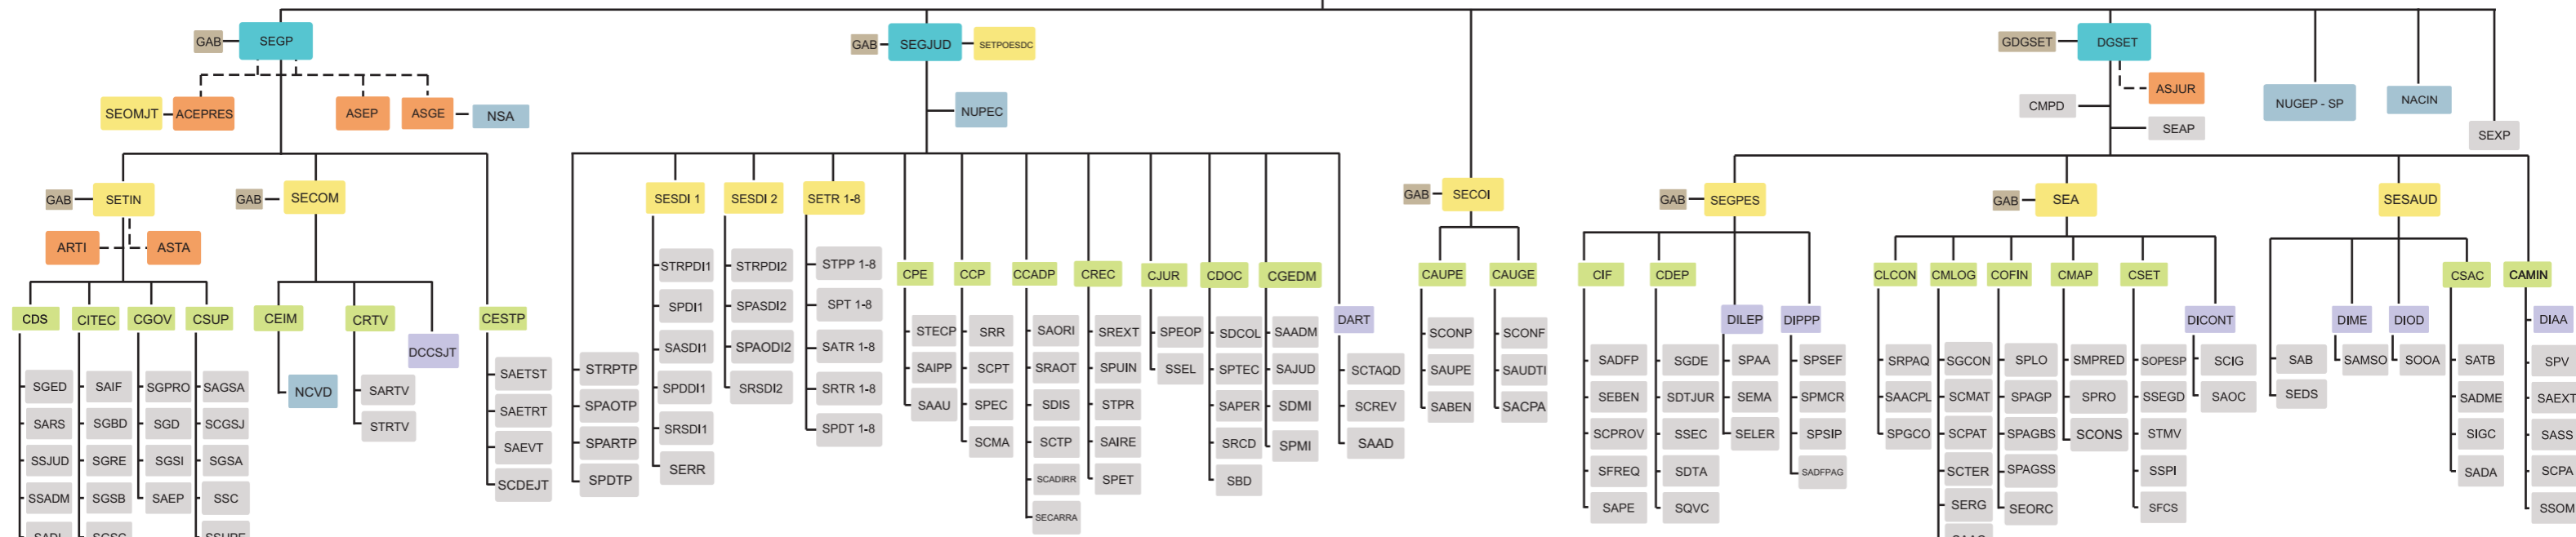 GAB
SEGP
GAB
SEGJUD
SETPOESDC
GDGSET
DGSET
SEOMJT
ACEPRES
ASEP
ASGE
NSA
NUPEC
CMPD
ASJUR
SEAP
NUGEP - SP
NACIN
SEXP
GAB
SETIN
GAB
SECOM
ARTI
ASTA
SESDI 1
SESDI 2
SETR 1-8
GAB
SECOI
GAB
SEGPES
GAB
SEA
SESAUD
CDS
CITEC
CGOV
CSUP
CEIM
CRTV
DCCSJT
CESTP
NCVD
SGED
SARS
SSJUD
SSADM
SAIF
SGBD
SGRE
SGSB
SGPRO
SGD
SGSI
SAEP
SAGSA
SCGSJ
SGSA
SSC
SARTV
STRTV
SAETST
SAETRT
SAEVT
SCDEJT
STRPTP
SPAOTP
SPARTP
SPDTP
STRPDI1
SPDI1
SASDI1
SPDDI1
SRSDI1
SERR
STRPDI2
SPASDI2
SPAODI2
SRSDI2
STPP 1-8
SPT 1-8
SATR 1-8
SRTR 1-8
SPDT 1-8
CPE
CCP
CCADP
CREC
CJUR
CDOC
CGEDM
DART
STECP
SAIPP
SAAU
SRR
SCPT
SPEC
SCMA
SAORI
SRAOT
SDIS
SCTP
SCADIRR
SECARRA
SREXT
SPUIN
STPR
SAIRE
SPET
SPEOP
SSEL
SDCOL
SPTEC
SAPER
SRCD
SBD
SAADM
SAJUD
SDMI
SPMI
SCTAQD
SCREV
SAAD
CAUPE
CAUGE
SCONP
SAUPE
SABEN
SCONF
SAUDTI
SACPA
CIF
CDEP
DILEP
DIPPP
SADFP
SEBEN
SCPROV
SFREQ
SAPE
SGDE
SDTJUR
SSEC
SDTA
SQVC
SPAA
SEMA
SELER
SPSEF
SPMCR
SPSIP
SADFPAG
CLCON
CMLOG
COFIN
CMAP
CSET
DICONT
SRPAQ
SAACPL
SPGCO
SGCON
SCMAT
SCPAT
SCTER
SERG
SPLO
SPAGP
SPAGBS
SPAGSS
SEORC
SMPRED
SPRO
SCONS
SOPESP
SSEGD
STMV
SSPI
SFCS
SCIG
SAOC
DIME
DIOD
CSAC
CAMIN
SAB
SEDS
SAMSO
SOOA
SATB
SADME
SIGC
SADA
DIAA
SPV
SAEXT
SASS
SCPA
SSOM